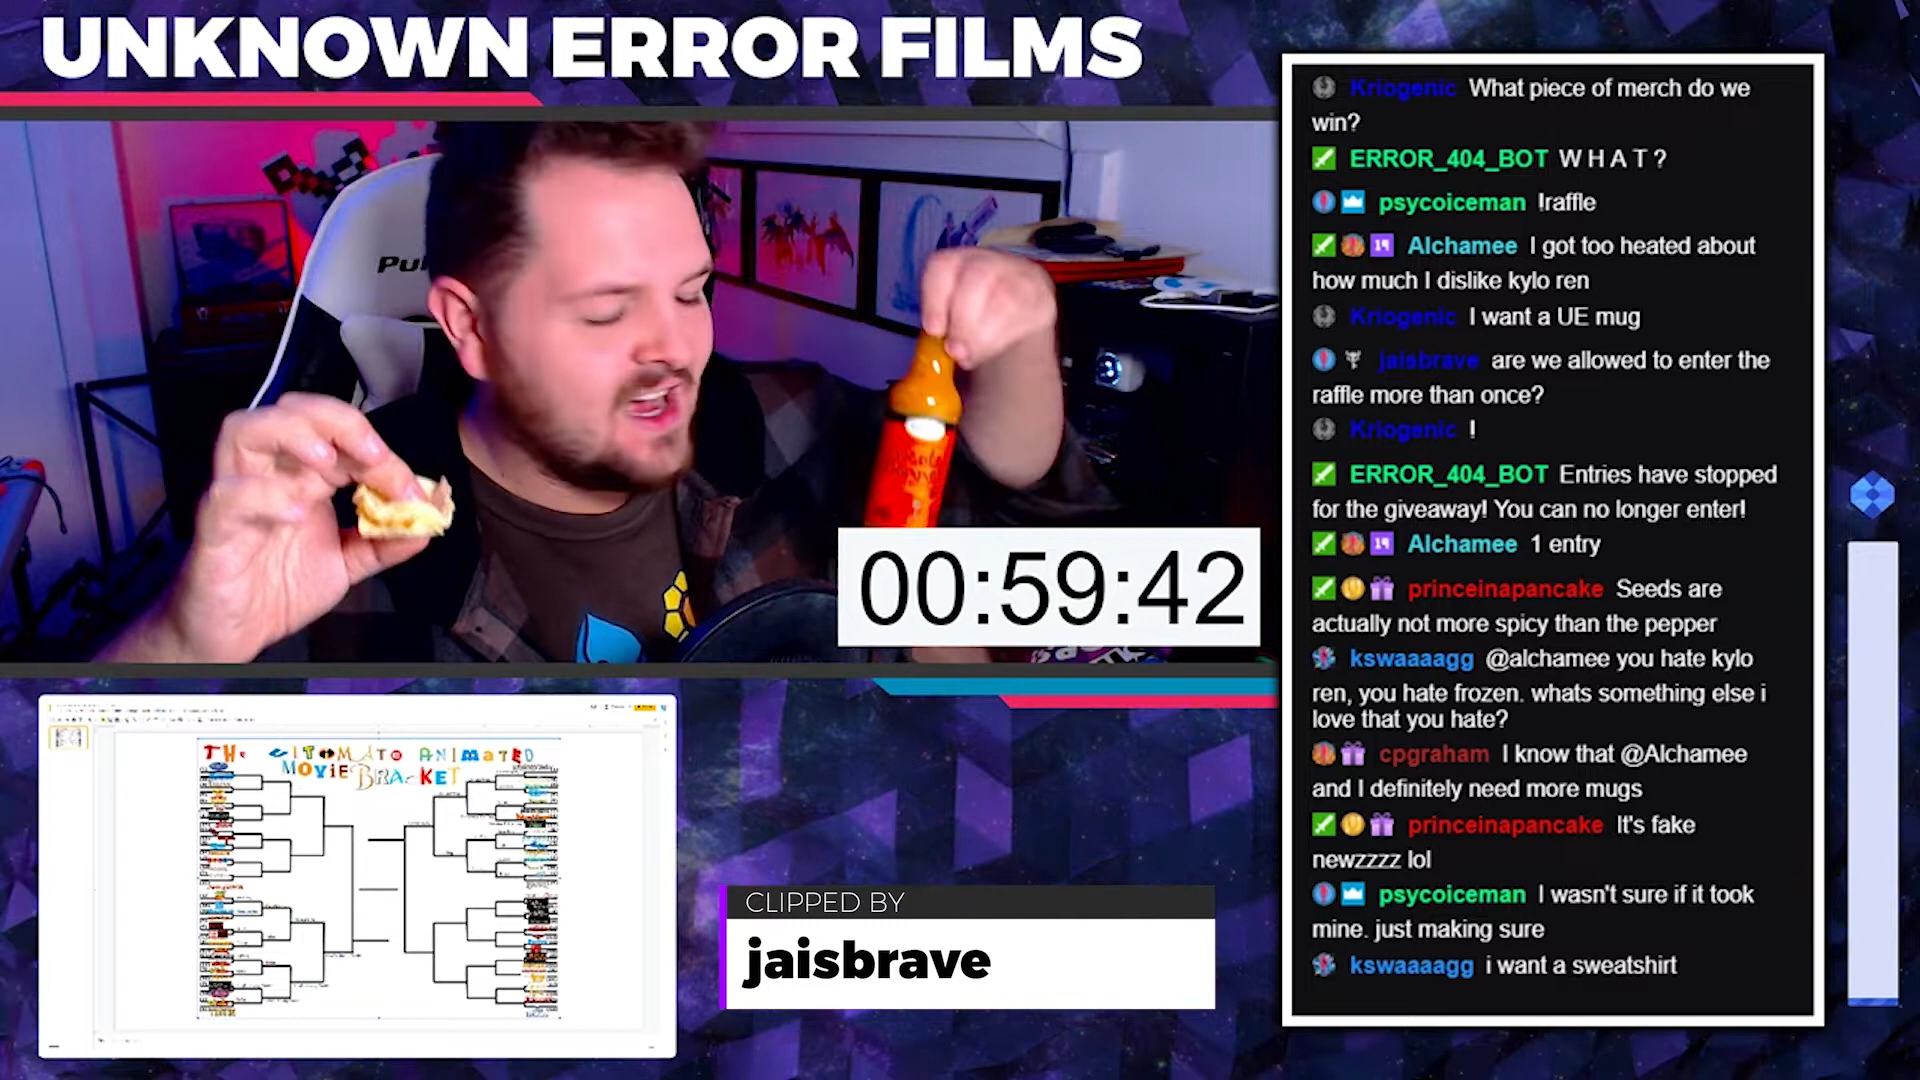 UNKNOWN ERROR FILMS
Kriogenic What piece of merch do we
win?
ERROR_404_BOT W H A T ?
psycoiceman !raffle
Alchamee I got too heated about
how much I dislike kylo ren
Kriogenic I want a UE mug
jaisbrave are we allowed to enter the
raffle more than once?
Kriogenic !
ERROR_404_BOT Entries have stopped
for the giveaway! You can no longer enter!
Alchamee 1 entry
princeinapancake Seeds are
actually not more spicy than the pepper
kswaaaagg @alchamee you hate kylo
ren, you hate frozen. whats something else i
love that you hate?
cpgraham I know that @Alchamee
and I definitely need more mugs
princeinapancake It's fake
newzzzz lol
psycoiceman I wasn't sure if it took
mine. just making sure
kswaaaagg i want a sweatshirt
00:59:42
ANIMATED
MOVIE BRACKET
CLIPPED BY
jaisbrave